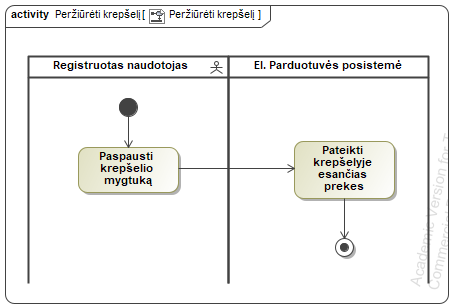 activity Peržiūrėti krepšelį [ Peržiūrėti krepšelį ]
Registruotas naudotojas
El. Parduotuvės posistemė
Paspausti
krepšelio
mygtuką
Pateikti
krepšelyje
esančias
prekes
Academic Version for
Commercial